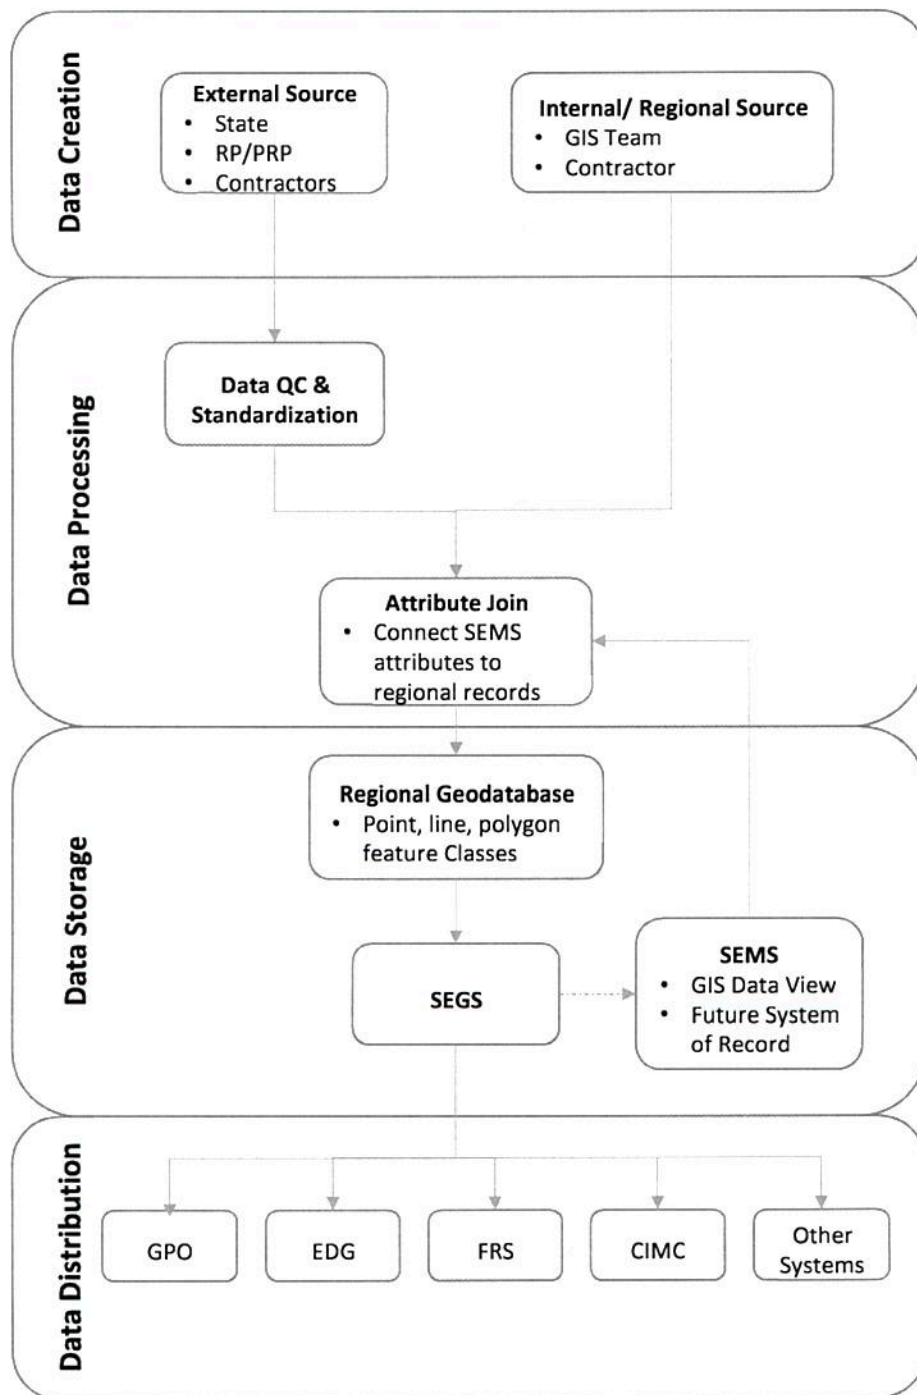 Data Creation
External Source
• State
• RP/PRP
• Contractors
Internal/ Regional Source
• GIS Team
• Contractor
Data Processing
Data QC &
Standardization
Attribute Join
• Connect SEMS
attributes to
regional records
Data Storage
Regional Geodatabase
• Point, line, polygon
feature Classes
SEGS
SEMS
• GIS Data View
• Future System
of Record
Data Distribution
GPO
EDG
FRS
CIMC
Other
Systems